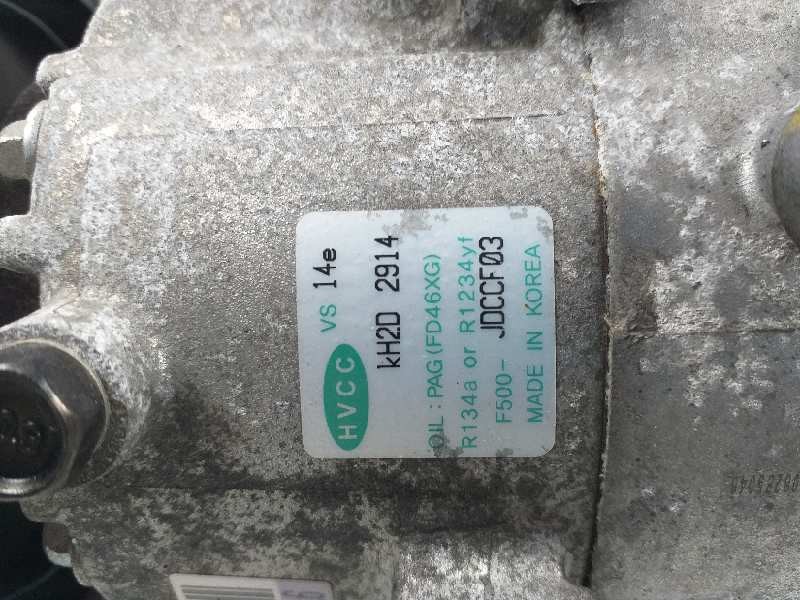 HVCC VS 14e
kH2D 2914
OIL : PAG(FD46XG)
R134a or R1234yf
F500- JDCCF03
MADE IN KOREA